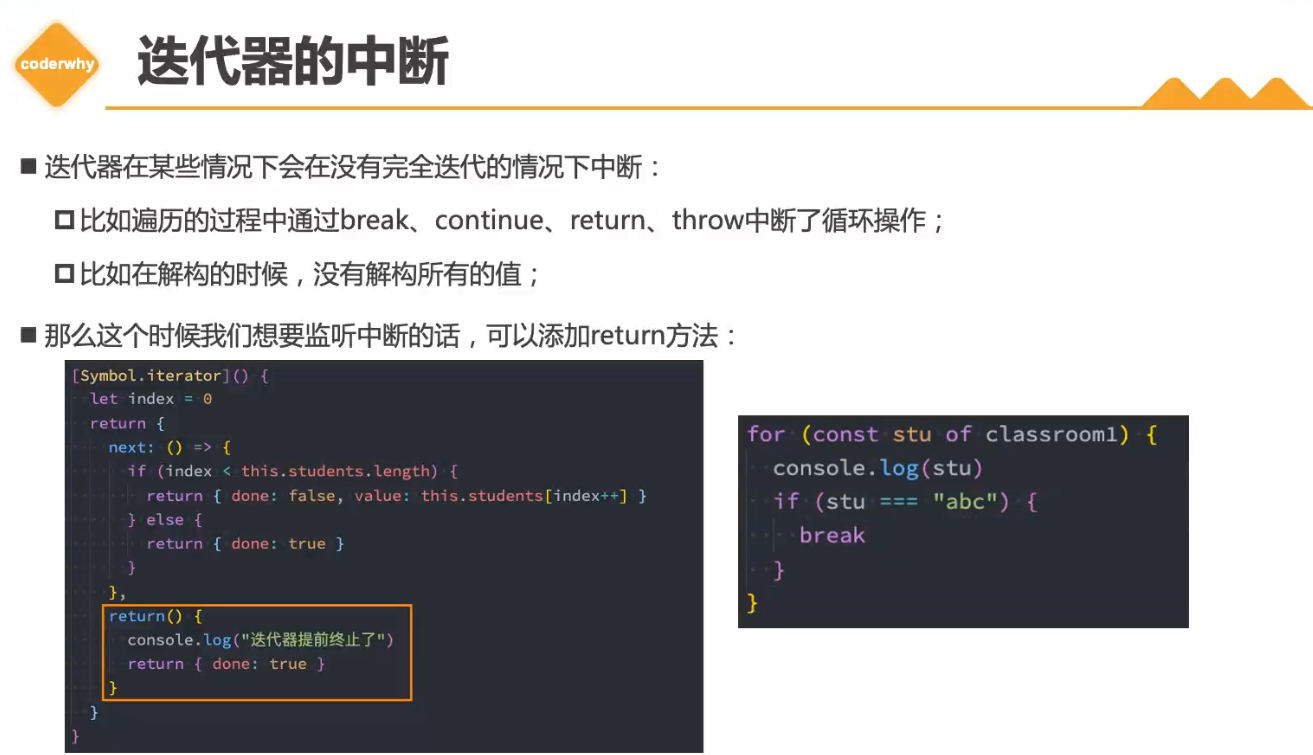 coderwhy
迭代器的中断
迭代器在某些情况下会在没有完全迭代的情况下中断：
比如遍历的过程中通过break、continue、return、throw中断了循环操作；
比如在解构的时候，没有解构所有的值；
那么这个时候我们想要监听中断的话，可以添加return方法：
[Symbol.iterator]() {
  let index = 0
  return {
    next: () => {
      if (index < this.students.length) {
        return { done: false, value: this.students[index++] }
      } else {
        return { done: true }
      }
    },
    return() {
      console.log("迭代器提前终止了")
      return { done: true }
    }
  }
}
for (const stu of classroom1) {
  console.log(stu)
  if (stu === "abc") {
    break
  }
}